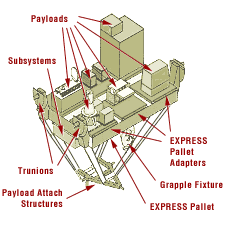 Payloads
Subsystems
EXPRESS
Pallet
Adapters
Trunions
Grapple Fixture
Payload Attach
Structures
EXPRESS Pallet